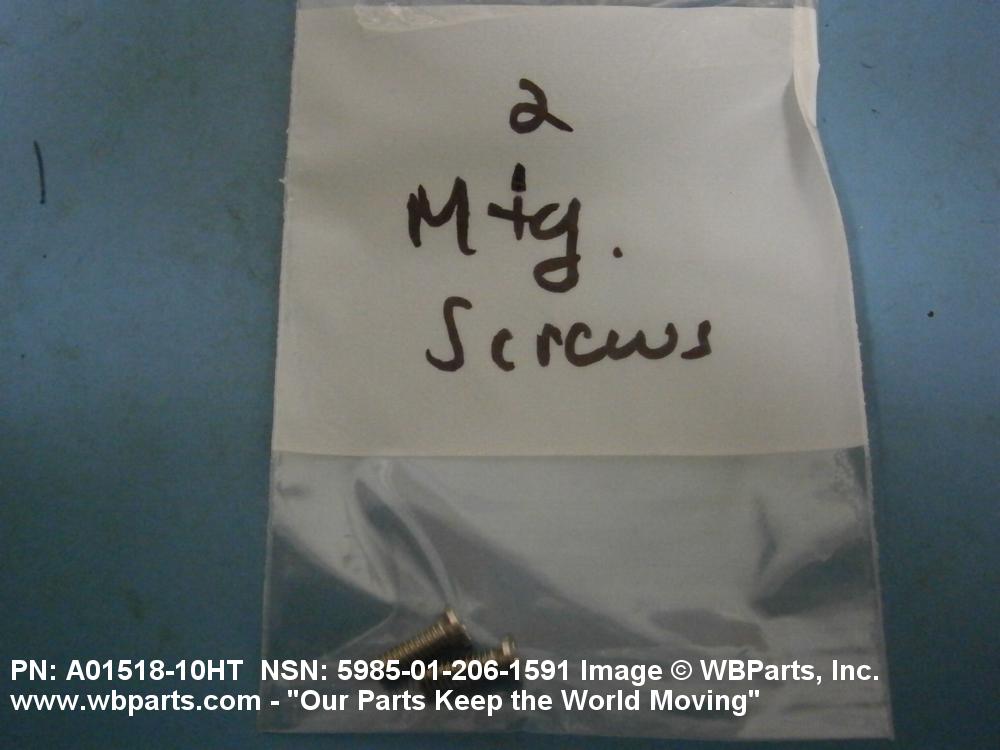 2
Mtg.
Screws
PN: A01518-10HT  NSN: 5985-01-206-1591 Image © WBParts, Inc.
www.wbparts.com - "Our Parts Keep the World Moving"